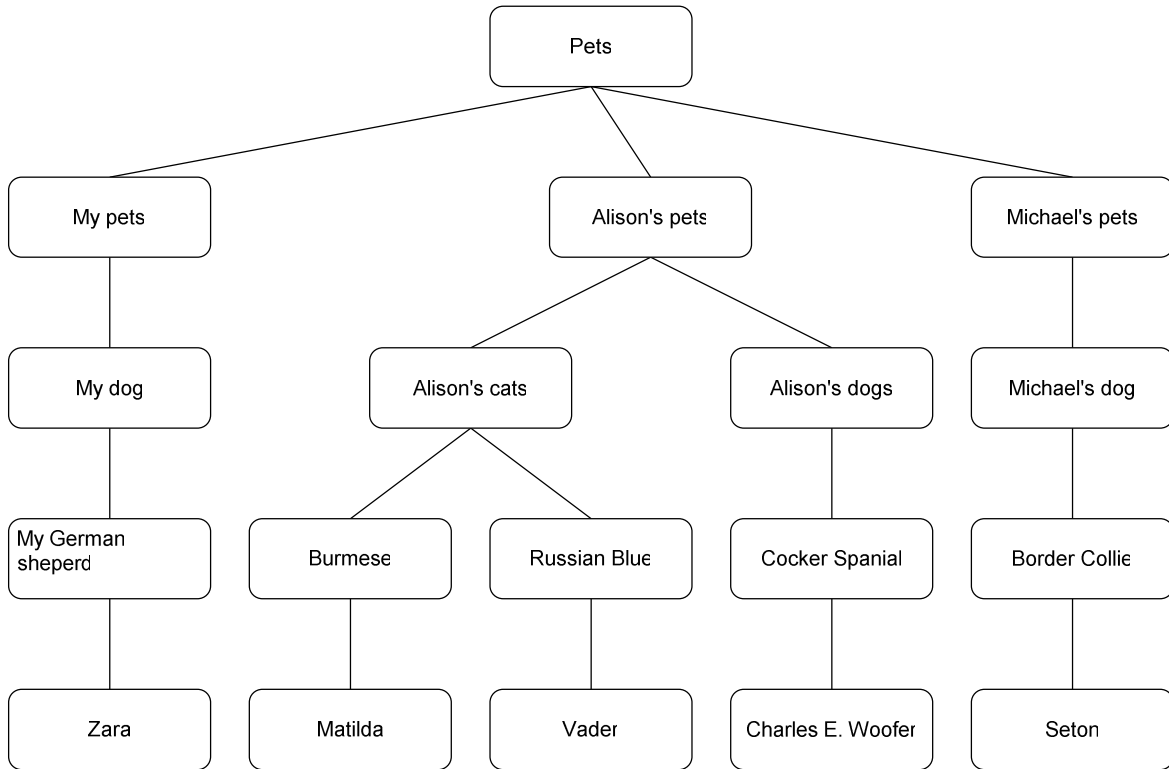 Pets
My pets
Alison's pets
Michael's pets
My dog
Alison's cats
Alison's dogs
Michael's dog
My German
sheperd
Burmese
Russian Blue
Cocker Spanial
Border Collie
Zara
Matilda
Vader
Charles E. Woofer
Seton